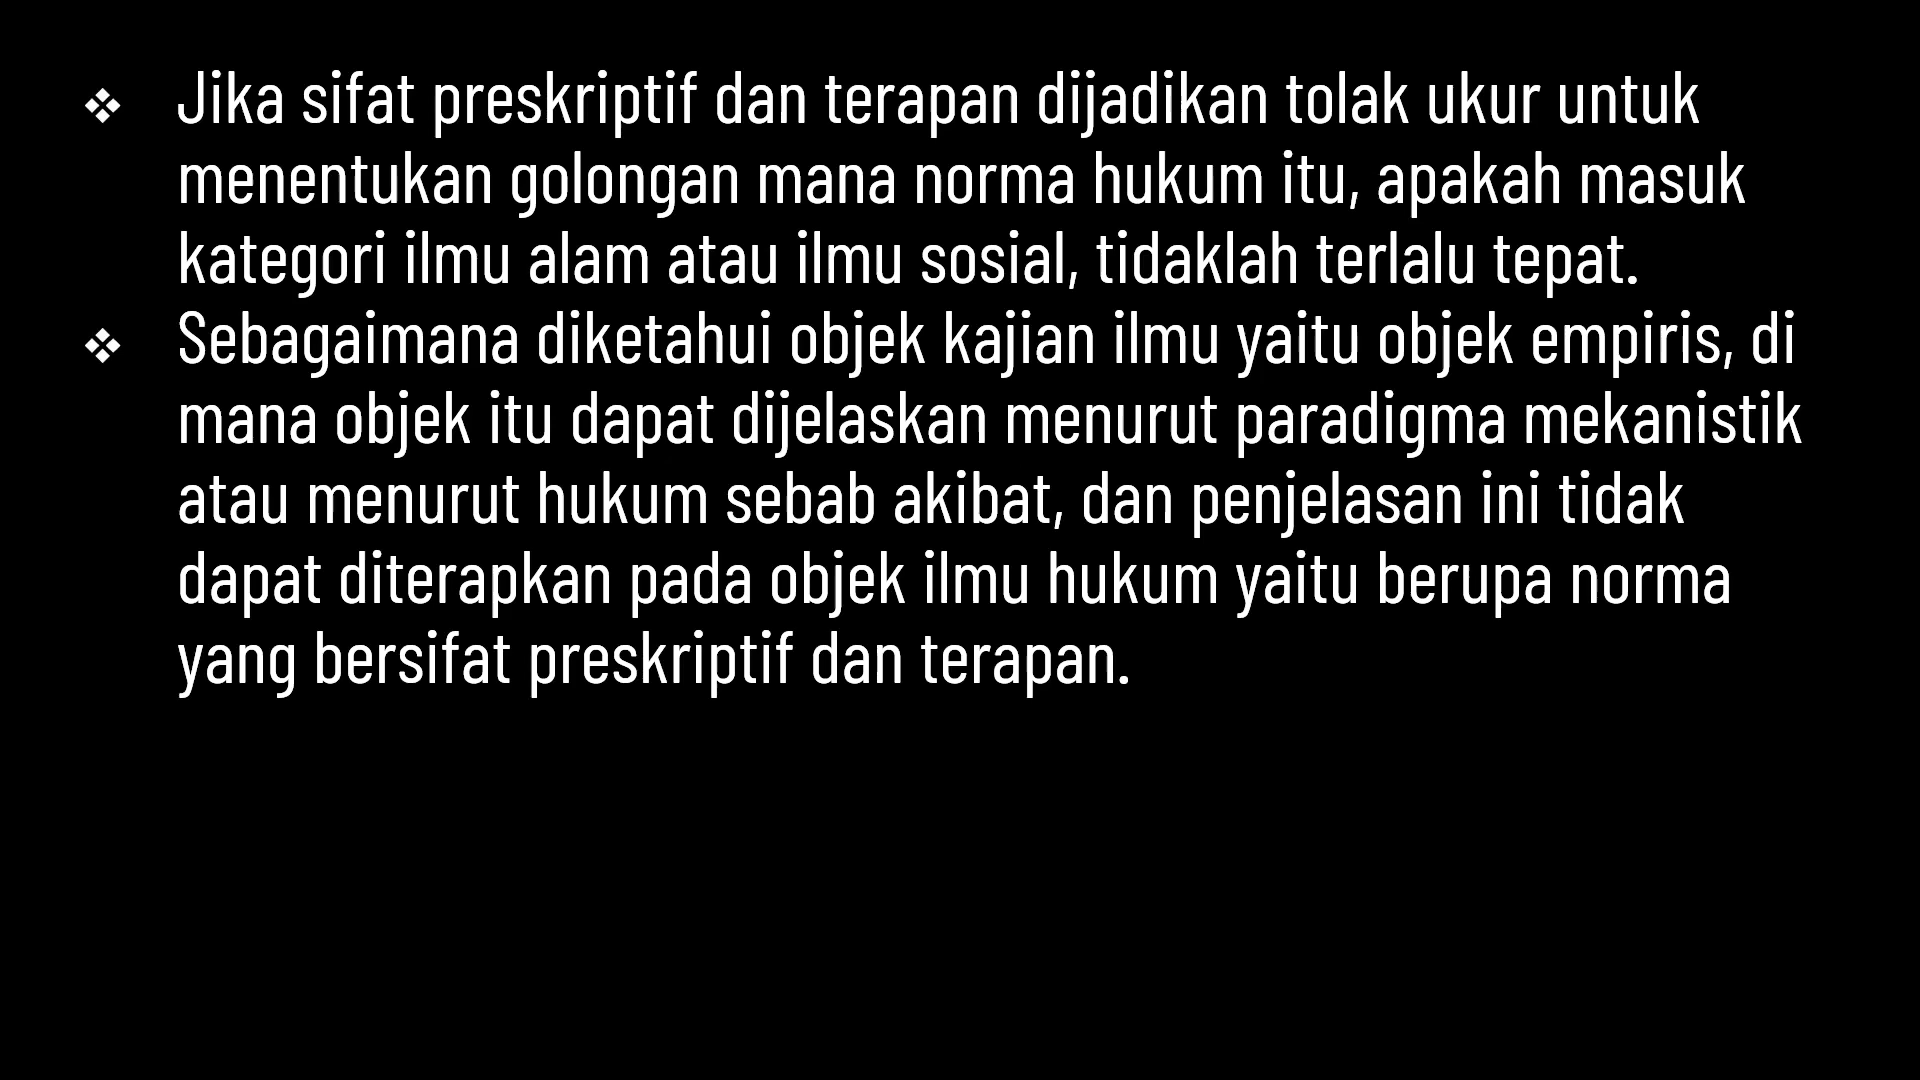 ❖ Jika sifat preskriptif dan terapan dijadikan tolak ukur untuk
menentukan golongan mana norma hukum itu, apakah masuk
kategori ilmu alam atau ilmu sosial, tidaklah terlalu tepat.
❖ Sebagaimana diketahui objek kajian ilmu yaitu objek empiris, di
mana objek itu dapat dijelaskan menurut paradigma mekanistik
atau menurut hukum sebab akibat, dan penjelasan ini tidak
dapat diterapkan pada objek ilmu hukum yaitu berupa norma
yang bersifat preskriptif dan terapan.